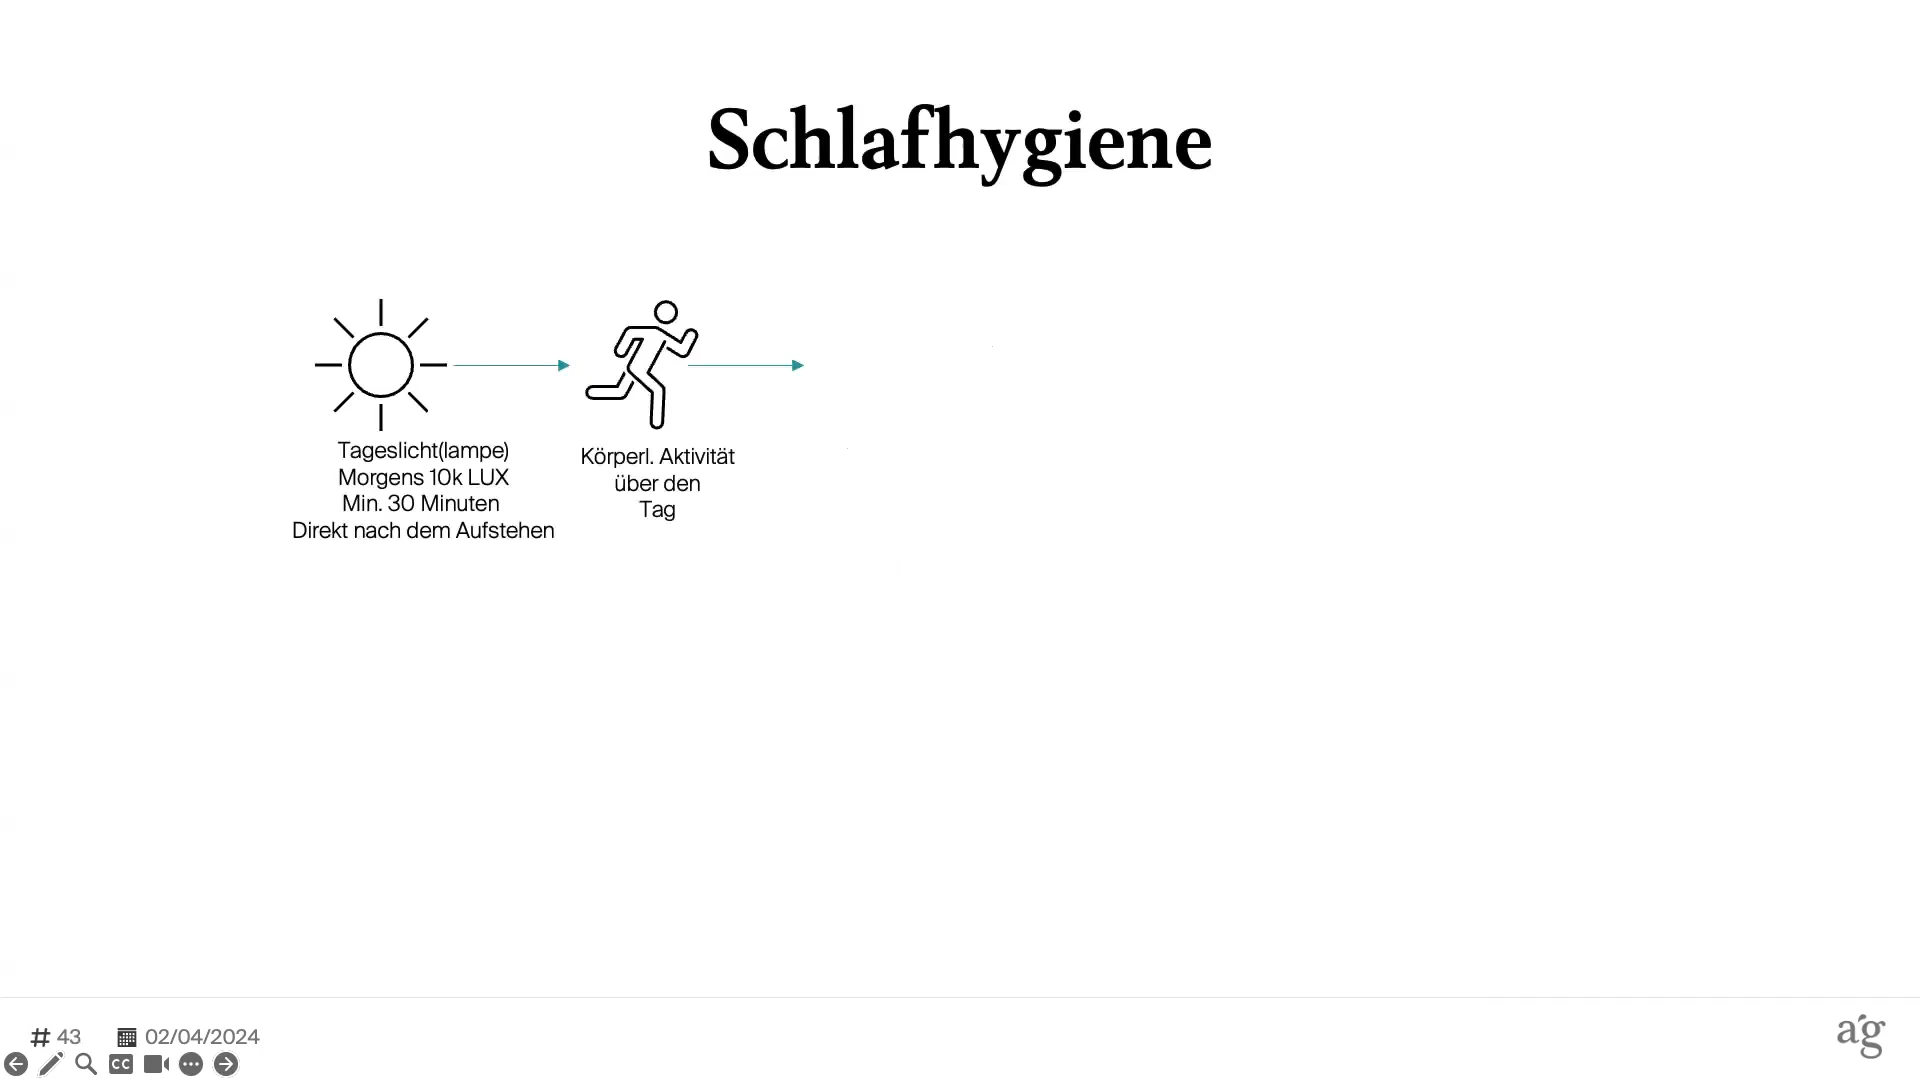 Schlafhygiene
Tageslicht(lampe)
Morgens 10k LUX
Min. 30 Minuten
Direkt nach dem Aufstehen
Körperl. Aktivität
über den
Tag
# 43
02/04/2024
CC
a'g